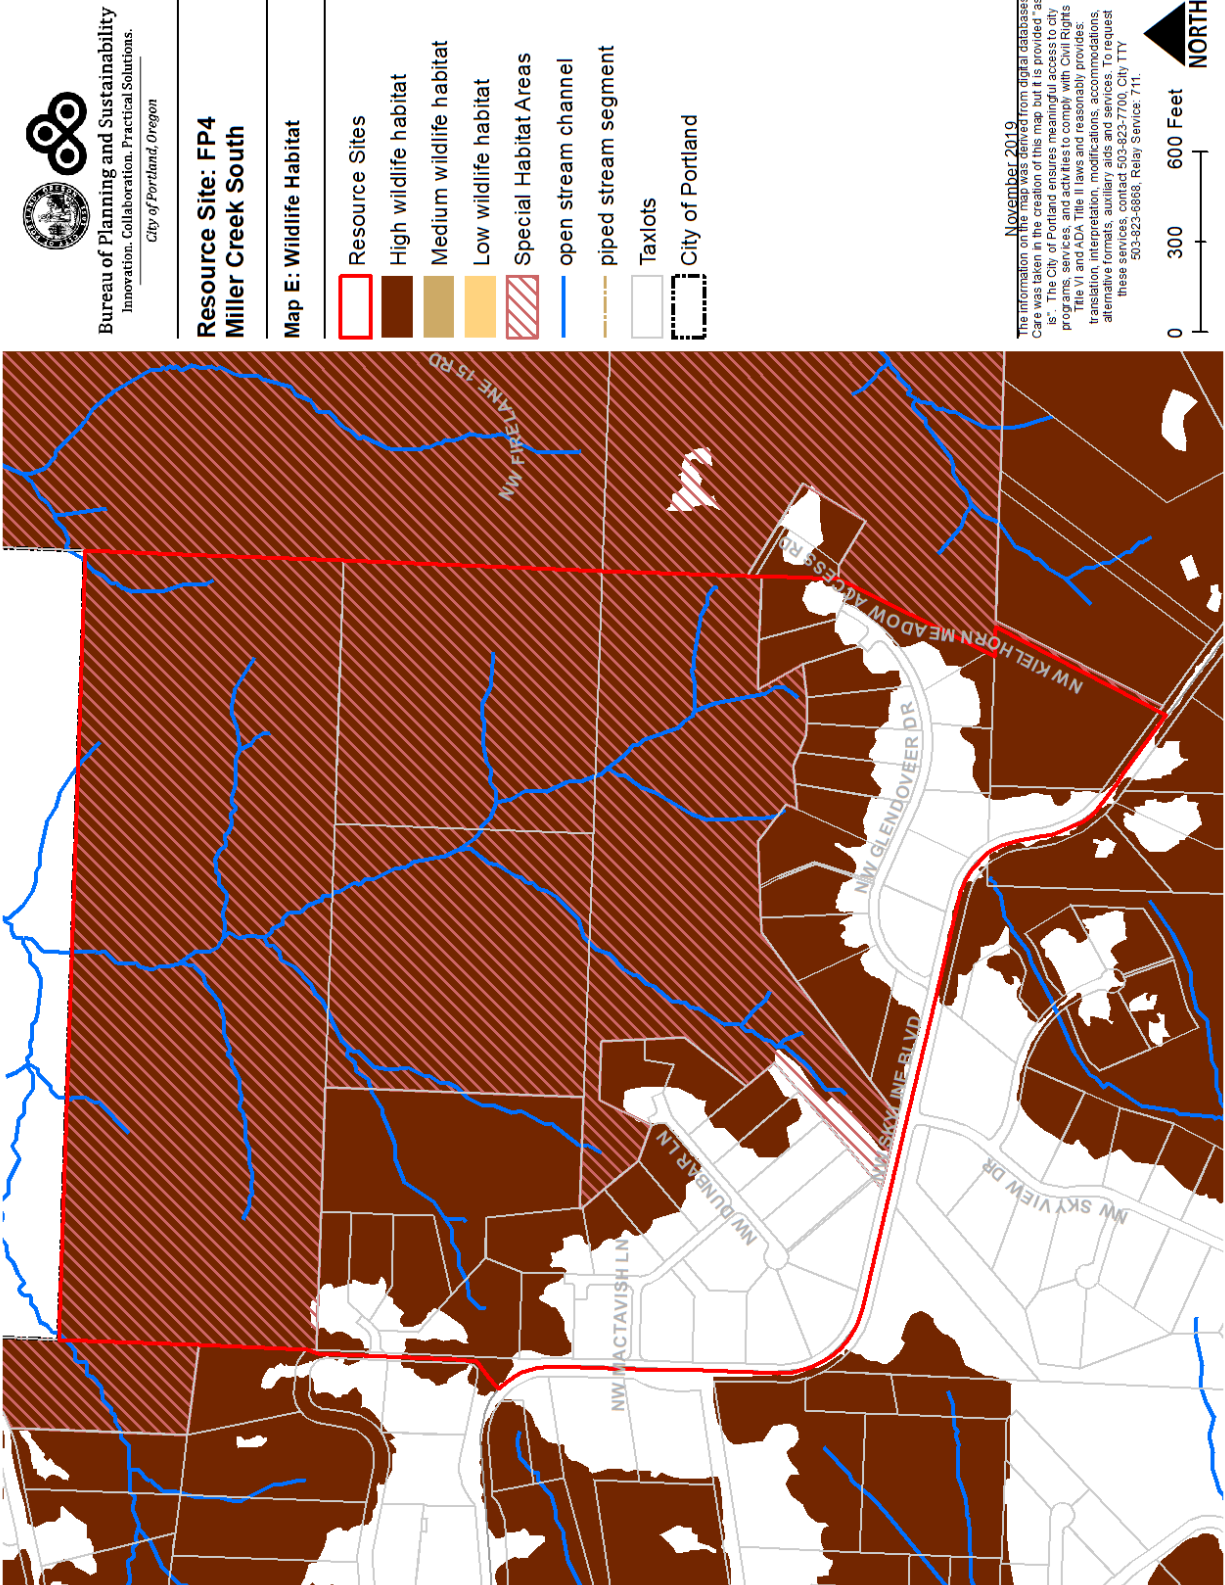 Bureau of Planning and Sustainability
Innovation. Collaboration. Practical Solutions.
City of Portland, Oregon
Resource Site: FP4
Miller Creek South
Map E: Wildlife Habitat
Resource Sites
High wildlife habitat
Medium wildlife habitat
Low wildlife habitat
Special Habitat Areas
open stream channel
piped stream segment
Taxlots
City of Portland
November 2019
The information on the map was derived from digital databases
Care was taken in the creation of this map but it is provided "as
is". The City of Portland ensures meaningful access to city
programs, services, and activities to comply with Civil Rights
Title VI and ADA Title II laws and reasonably provides:
translation, interpretation, modifications, accommodations,
alternative formats, auxiliary aids and services. To request
these services, contact 503-823-7700, City TTY
503-823-6868, Relay Service: 711.
0 300 600 Feet
NORTH
NW FIRELANE 15 RD
NW KIELHORN MEADOW ACCESS RD
NW GLENDOVEER DR
NW SKYLINE BLVD
NW DUNBAR LN
NW MACTAVISH LN
NW SKYVIEW DR